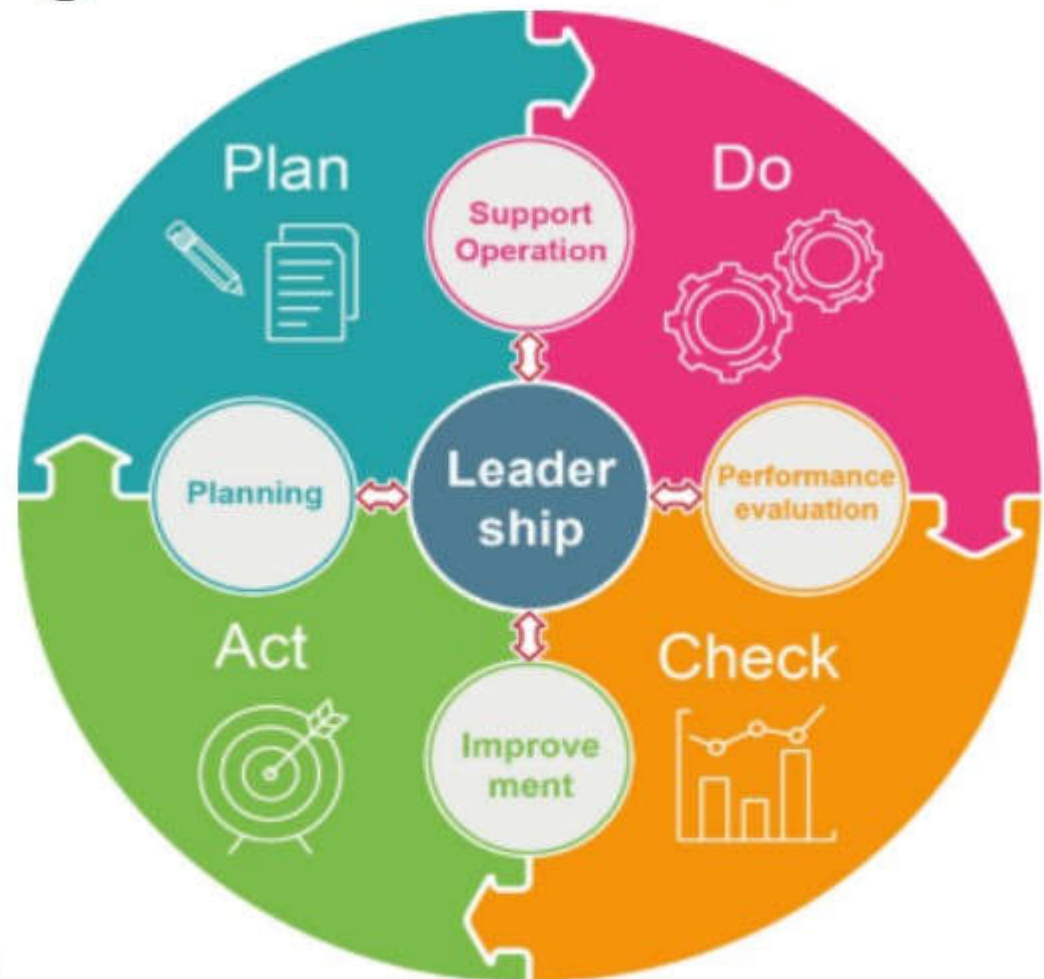 Plan
Do
Support
Operation
Planning
Leader
ship
Performance
evaluation
Act
Check
Improve
ment